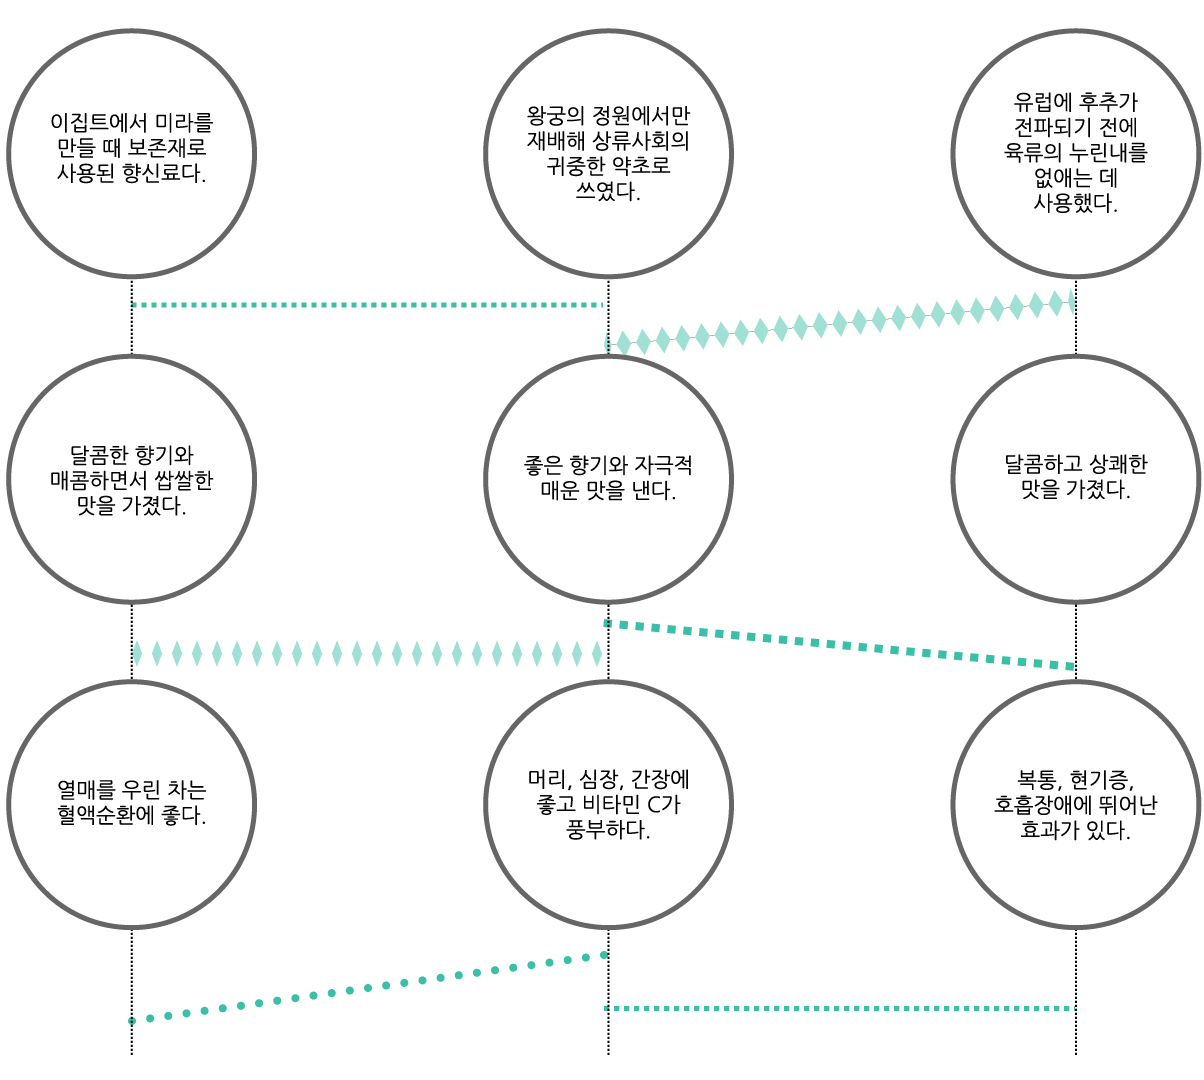 이집트에서 미라를
만들 때 보존재로
사용된 향신료다.
왕궁의 정원에서만
재배해 상류사회의
귀중한 약초로
쓰였다.
유럽에 후추가
전파되기 전에
육류의 누린내를
없애는 데
사용했다.
달콤한 향기와
매콤하면서 쌉쌀한
맛을 가졌다.
좋은 향기와 자극적
매운 맛을 낸다.
달콤하고 상쾌한
맛을 가졌다.
열매를 우린 차는
혈액순환에 좋다.
머리, 심장, 간장에
좋고 비타민 C가
풍부하다.
복통, 현기증,
호흡장애에 뛰어난
효과가 있다.